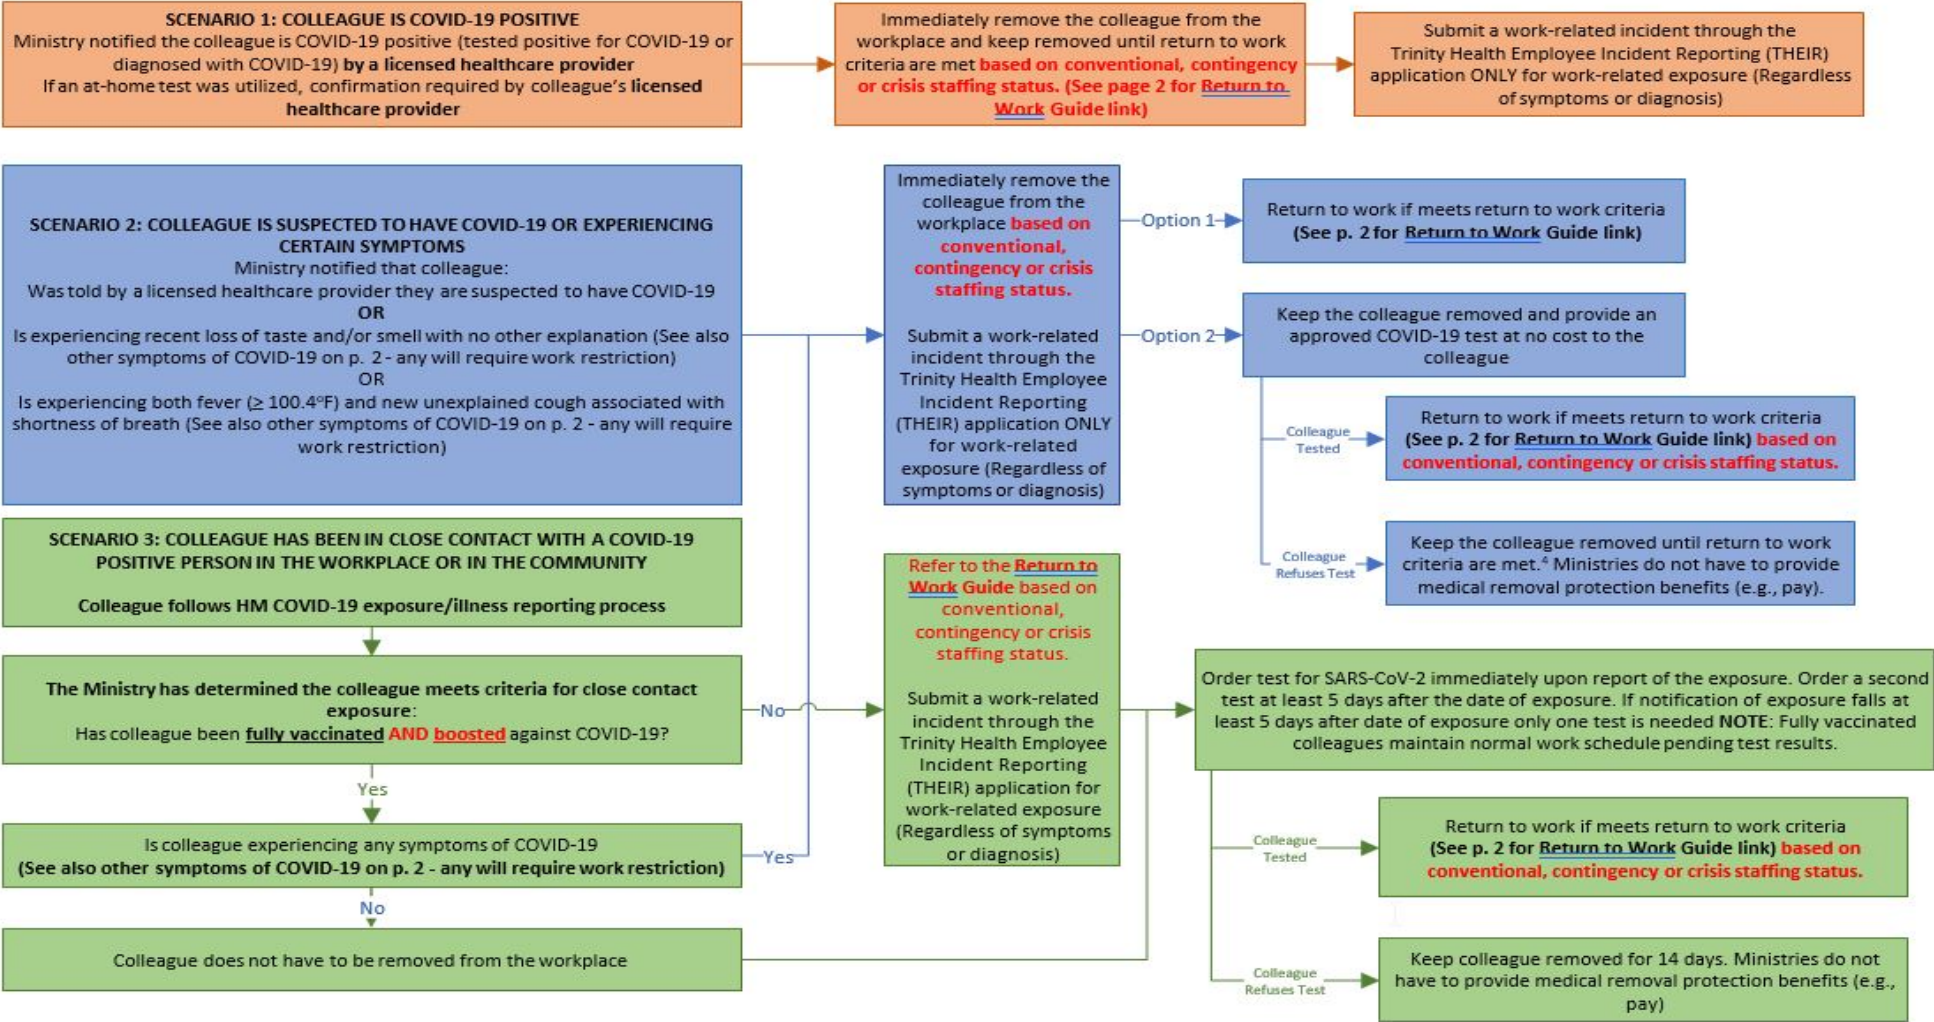 SCENARIO 1: COLLEAGUE IS COVID-19 POSITIVE
Ministry notified the colleague is COVID-19 positive (tested positive for COVID-19 or
diagnosed with COVID-19) by a licensed healthcare provider
If an at-home test was utilized, confirmation required by colleague's licensed
healthcare provider
Immediately remove the colleague from the
workplace and keep removed until return to work
criteria are met based on conventional, contingency
or crisis staffing status. (See page 2 for Return to
Work Guide link)
Submit a work-related incident through the
Trinity Health Employee Incident Reporting (THEIR)
application ONLY for work-related exposure (Regardless
of symptoms or diagnosis)
SCENARIO 2: COLLEAGUE IS SUSPECTED TO HAVE COVID-19 OR EXPERIENCING
CERTAIN SYMPTOMS
Ministry notified that colleague:
Was told by a licensed healthcare provider they are suspected to have COVID-19
OR
Is experiencing recent loss of taste and/or smell with no other explanation (See also
other symptoms of COVID-19 on p. 2 - any will require work restriction)
OR
Is experiencing both fever (≥ 100.4°F) and new unexplained cough associated with
shortness of breath (See also other symptoms of COVID-19 on p. 2 - any will require
work restriction)
Immediately remove the
colleague from the
workplace based on
conventional,
contingency or crisis
staffing status.
Submit a work-related
incident through the
Trinity Health Employee
Incident Reporting
(THEIR) application ONLY
for work-related
exposure (Regardless of
symptoms or diagnosis)
Option 1
Return to work if meets return to work criteria
(See p. 2 for Return to Work Guide link)
Option 2
Keep the colleague removed and provide an
approved COVID-19 test at no cost to the
colleague
Colleague
Tested
Return to work if meets return to work criteria
(See p. 2 for Return to Work Guide link) based on
conventional, contingency or crisis staffing status.
Colleague
Refuses Test
Keep the colleague removed until return to work
criteria are met.⁴ Ministries do not have to provide
medical removal protection benefits (e.g., pay).
SCENARIO 3: COLLEAGUE HAS BEEN IN CLOSE CONTACT WITH A COVID-19
POSITIVE PERSON IN THE WORKPLACE OR IN THE COMMUNITY
Colleague follows HM COVID-19 exposure/illness reporting process
The Ministry has determined the colleague meets criteria for close contact
exposure:
Has colleague been fully vaccinated AND boosted against COVID-19?
No
Yes
Is colleague experiencing any symptoms of COVID-19
(See also other symptoms of COVID-19 on p. 2 - any will require work restriction)
Yes
No
Colleague does not have to be removed from the workplace
Refer to the Return to
Work Guide based on
conventional,
contingency or crisis
staffing status.
Submit a work-related
incident through the
Trinity Health Employee
Incident Reporting
(THEIR) application for
work-related exposure
(Regardless of symptoms
or diagnosis)
Order test for SARS-CoV-2 immediately upon report of the exposure. Order a second
test at least 5 days after the date of exposure. If notification of exposure falls at
least 5 days after date of exposure only one test is needed NOTE: Fully vaccinated
colleagues maintain normal work schedule pending test results.
Colleague
Tested
Return to work if meets return to work criteria
(See p. 2 for Return to Work Guide link) based on
conventional, contingency or crisis staffing status.
Colleague
Refuses Test
Keep colleague removed for 14 days. Ministries do not
have to provide medical removal protection benefits (e.g.,
pay)